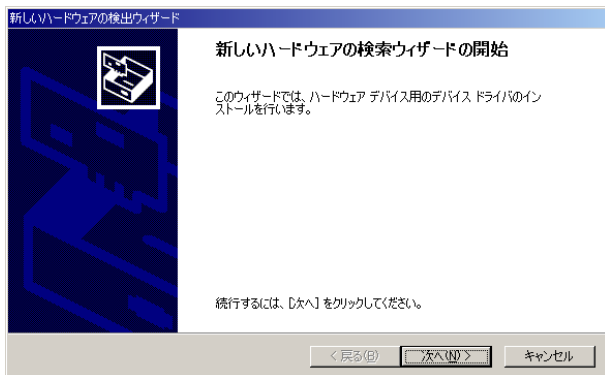 新しいハードウェアの検出ウィザード
新しいハードウェアの検索ウィザードの開始
このウィザードでは、ハードウェア デバイス用のデバイス ドライバのイン
ストールを行います。
続行するには、[次へ] をクリックしてください。
< 戻る(B)
次へ(N) >
キャンセル